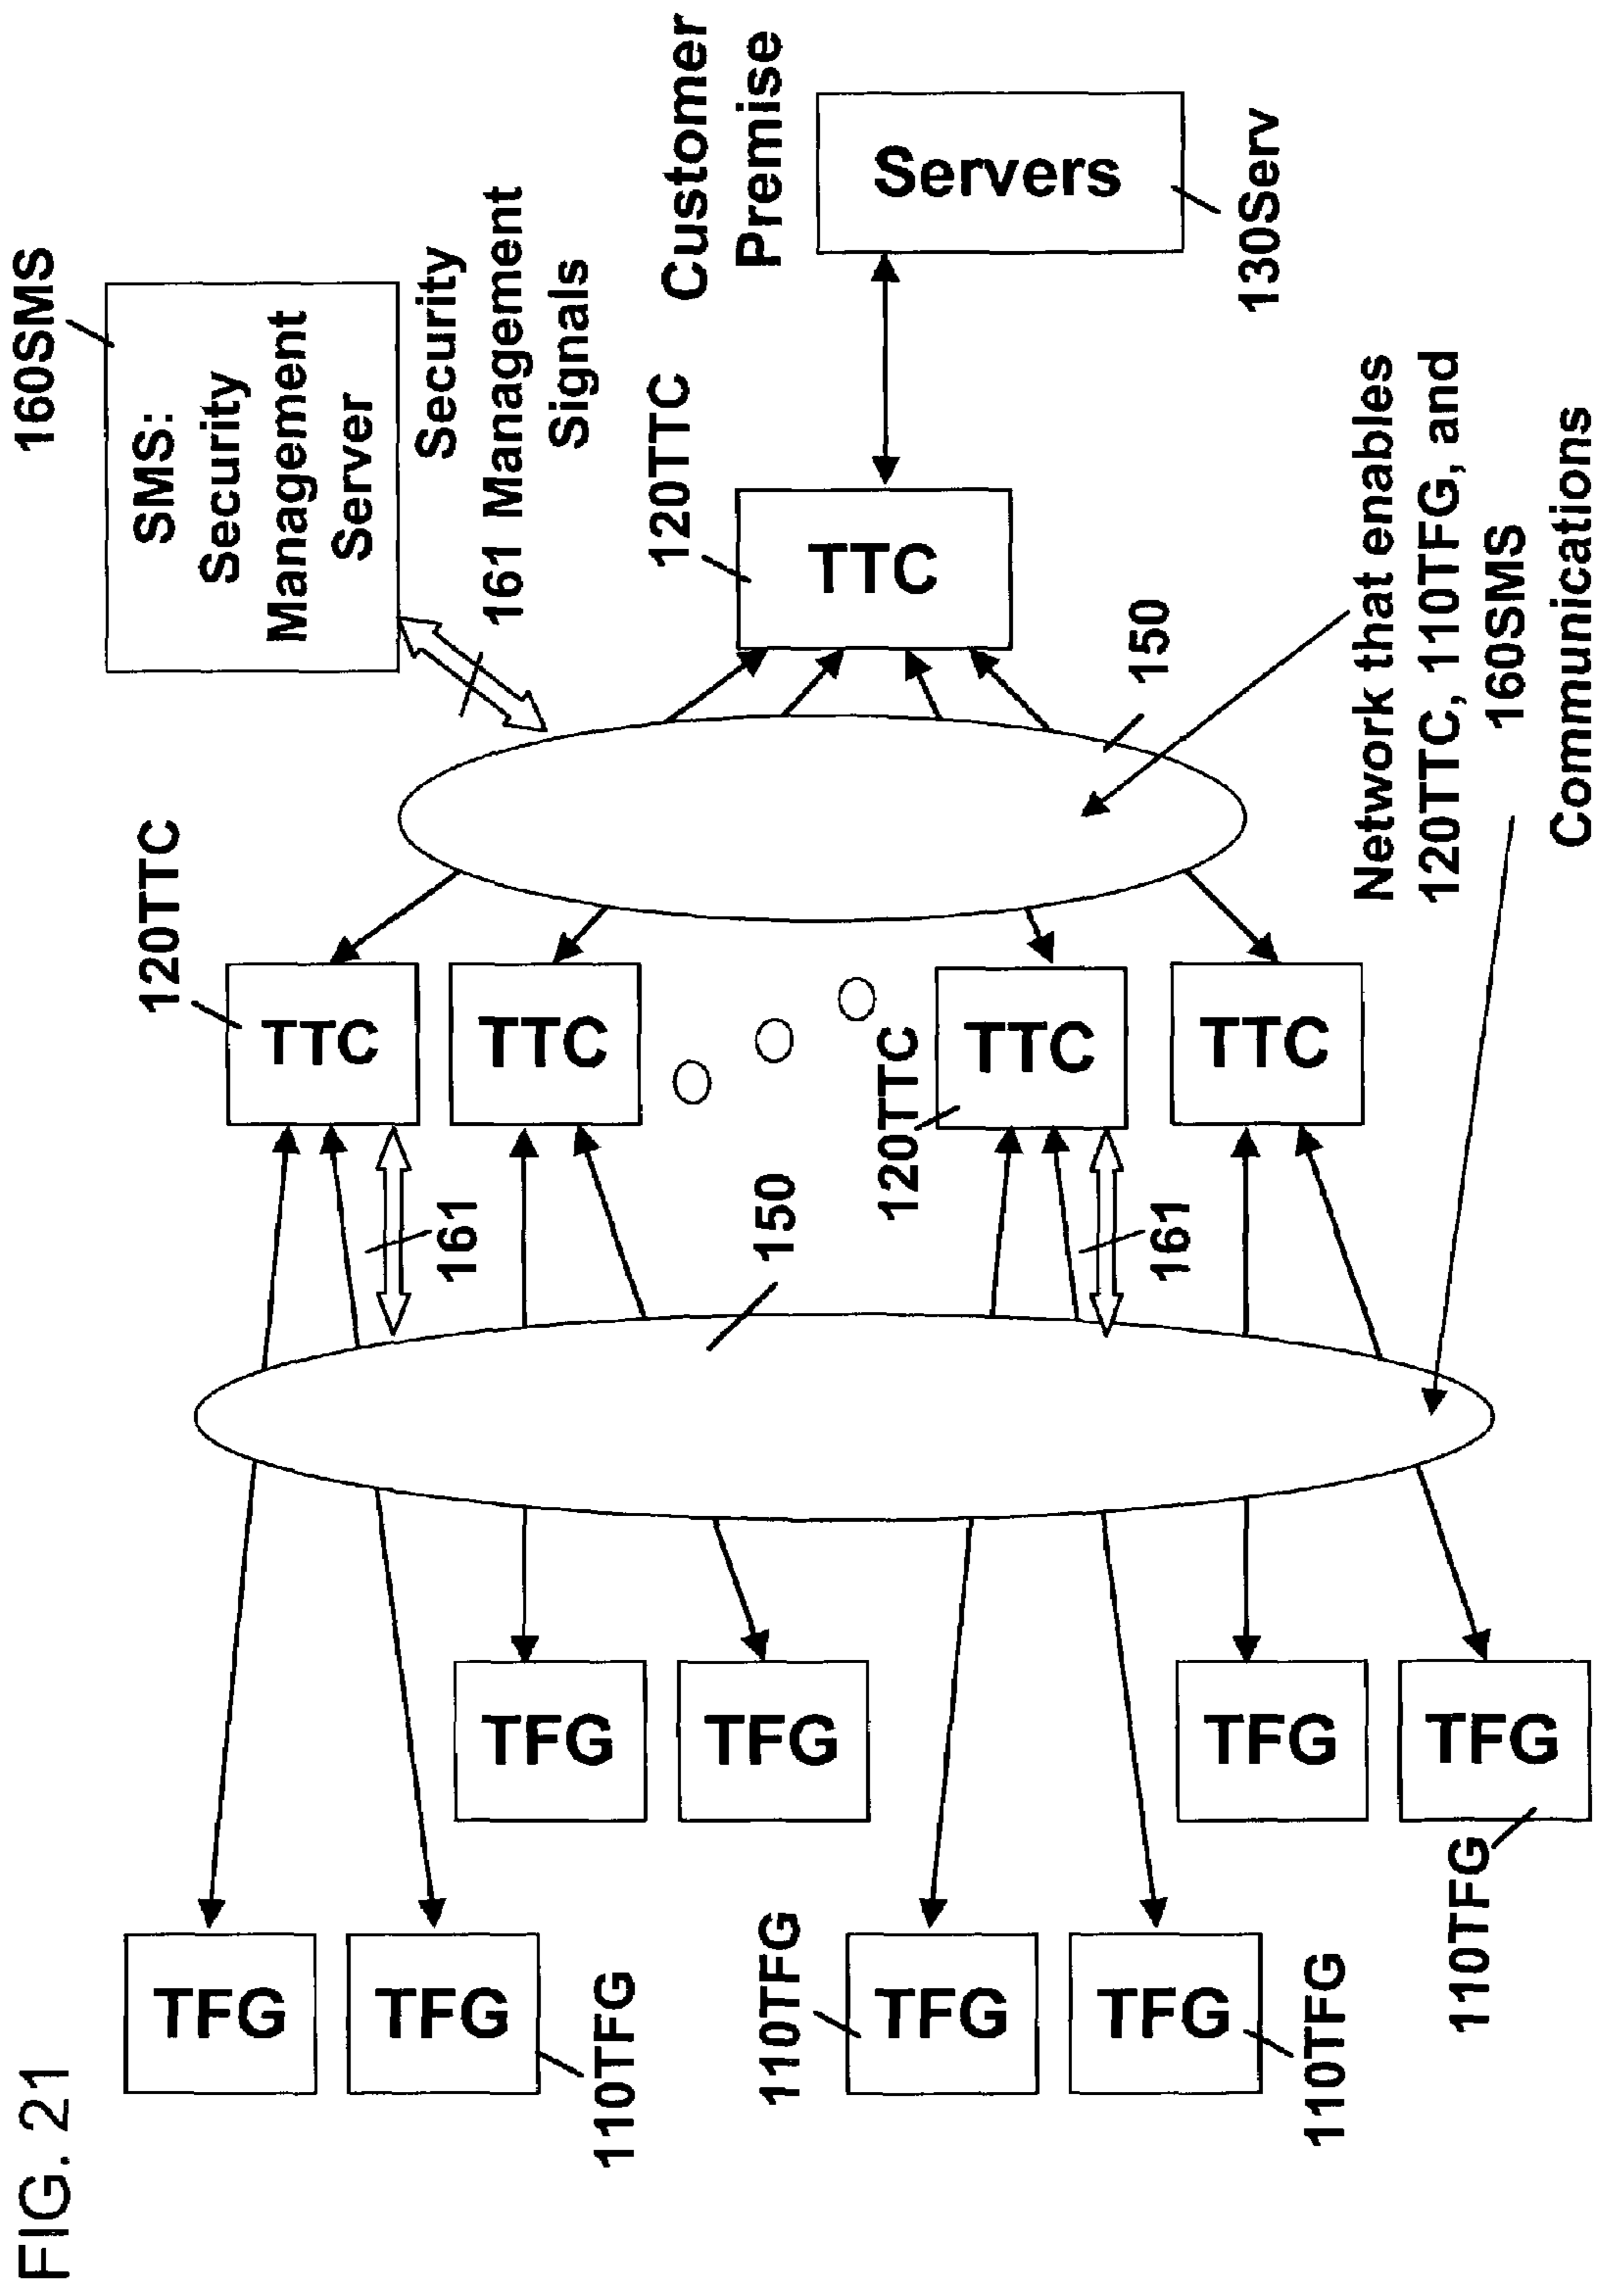 FIG. 21
160SMS
SMS:
Security
Management
Server
Security
161 Management
Signals
120TTC
TTC
Customer
Premise
Servers
130Serv
120TTC
TTC
TTC
120TTC
TTC
TTC
161
161
150
150
Network that enables
120TTC, 110TFG, and
160SMS
Communications
TFG
TFG
110TFG
TFG
TFG
110TFG
TFG
TFG
110TFG
TFG
TFG
110TFG